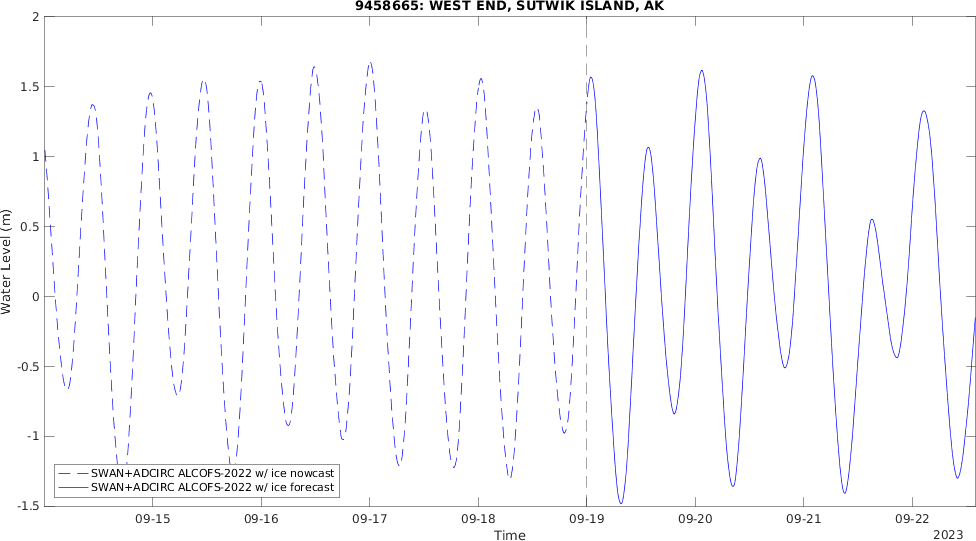 9458665: WEST END, SUTWIK ISLAND, AK
2
1.5
1
0.5
0
-0.5
-1
-1.5
Water Level (m)
SWAN+ADCIRC ALCOFS-2022 w/ ice nowcast
SWAN+ADCIRC ALCOFS-2022 w/ ice forecast
09-15 09-16 09-17 09-18 09-19 09-20 09-21 09-22
Time
2023